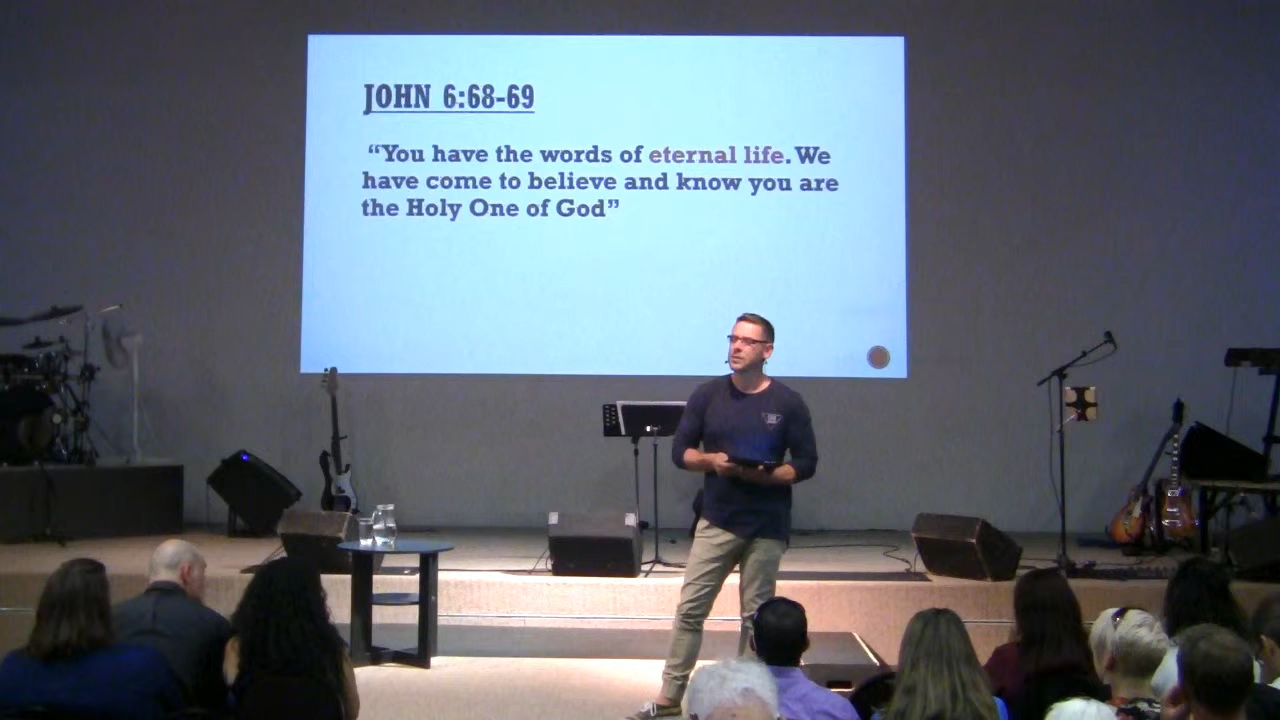 JOHN 6:68-69
“You have the words of eternal life. We
have come to believe and know you are
the Holy One of God”